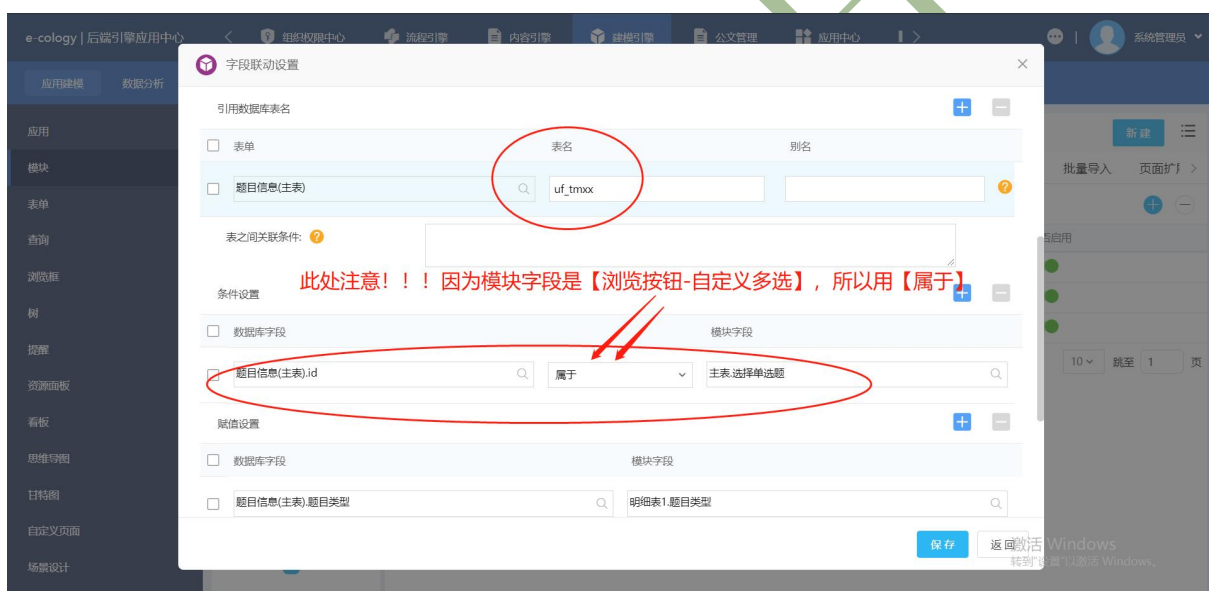 e-cology | 后端引擎应用中心 组织权限中心 流程引擎 内容引擎 建模引擎 公文管理 应用中心 系统管理员
应用建模 数据分析
字段联动设置
应用
模块
表单
查询
浏览框
树
提醒
资源面板
看板
思维导图
甘特图
自定义页面
场景设计
引用数据库表名
表单 表名 别名
题目信息(主表) uf_tmxx
表之间关联条件:
此处注意！！！因为模块字段是【浏览按钮-自定义多选】，所以用【属于】
条件设置
数据库字段 模块字段
题目信息(主表).id 属于 主表.选择单选题
赋值设置
数据库字段 模块字段
题目信息(主表).题目类型 明细表1.题目类型
保存 返回
新建
批量导入 页面扩
启用
10 跳至 1 页
激活 Windows
转到"设置"以激活 Windows。